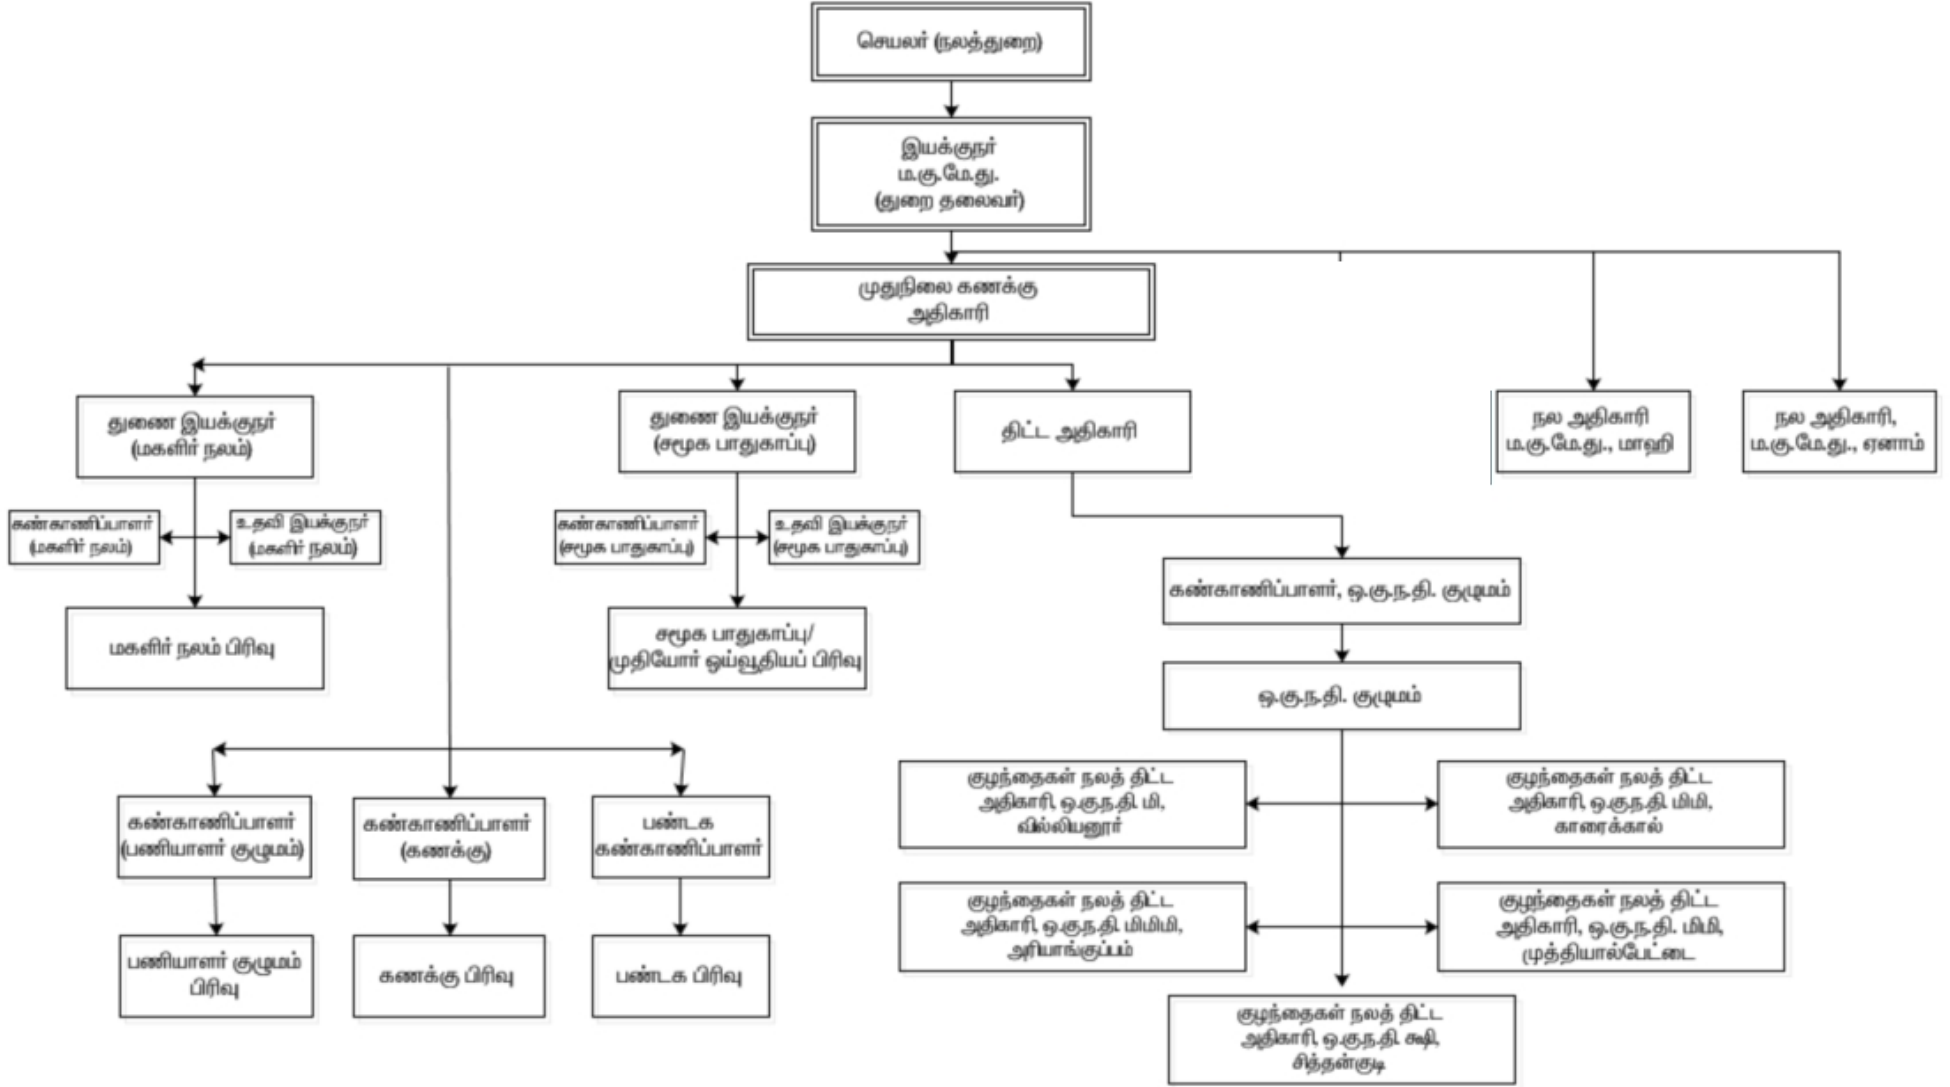 செயலர் (நலத்துறை)
இயக்குநர்
ம.கு.மே.து.
(துறை தலைவர்)
முதுநிலை கணக்கு
அதிகாரி
துணை இயக்குநர்
(மகளிர் நலம்)
துணை இயக்குநர்
(சமூக பாதுகாப்பு)
திட்ட அதிகாரி
நல அதிகாரி
ம.கு.மே.து., மாஹி
நல அதிகாரி,
ம.கு.மே.து., ஏனாம்
கண்காணிப்பாளர்
(மகளிர் நலம்)
உதவி இயக்குநர்
(மகளிர் நலம்)
கண்காணிப்பாளர்
(சமூக பாதுகாப்பு)
உதவி இயக்குநர்
(சமூக பாதுகாப்பு)
கண்காணிப்பாளர், ஒ.கு.ந.தி. குழுமம்
மகளிர் நலம் பிரிவு
சமூக பாதுகாப்பு/
முதியோர் ஒய்வூதியப் பிரிவு
ஒ.கு.ந.தி. குழுமம்
குழந்தைகள் நலத் திட்ட
அதிகாரி, ஒ.கு.ந.தி. மி,
வில்லியனூர்
குழந்தைகள் நலத் திட்ட
அதிகாரி, ஒ.கு.ந.தி. மிமி,
காரைக்கால்
கண்காணிப்பாளர்
(பணியாளர் குழுமம்)
கண்காணிப்பாளர்
(கணக்கு)
பண்டக
கண்காணிப்பாளர்
குழந்தைகள் நலத் திட்ட
அதிகாரி, ஒ.கு.ந.தி. மிமிமி,
அரியாங்குப்பம்
குழந்தைகள் நலத் திட்ட
அதிகாரி, ஒ.கு.ந.தி. மிமி,
முத்தியால்பேட்டை
பணியாளர் குழுமம்
பிரிவு
கணக்கு பிரிவு
பண்டக பிரிவு
குழந்தைகள் நலத் திட்ட
அதிகாரி, ஒ.கு.ந.தி. க்ஷி,
சித்தன்குடி